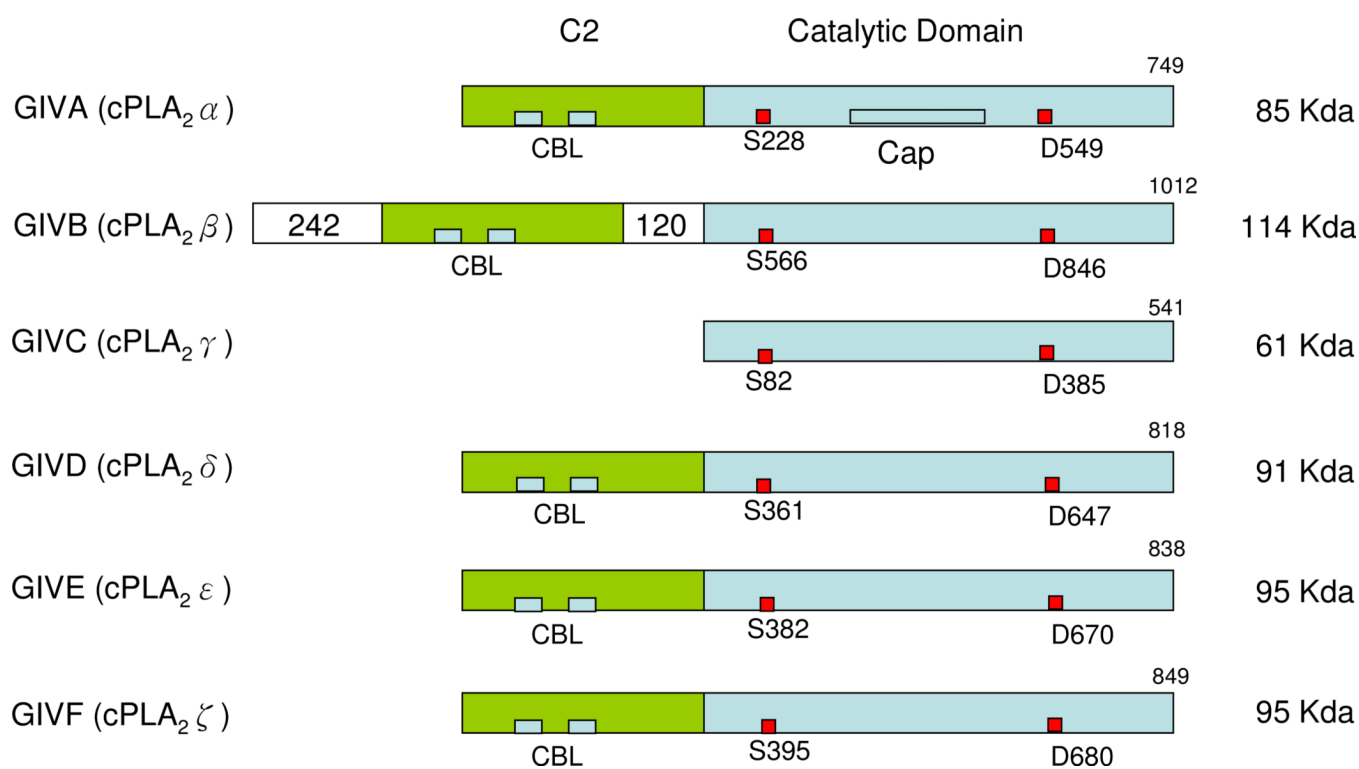 C2 Catalytic Domain
749
GIVA (cPLA₂ α) 85 Kda
CBL S228 Cap D549
1012
GIVB (cPLA₂ β) 242 120 114 Kda
CBL S566 D846
541
GIVC (cPLA₂ γ) 61 Kda
S82 D385
818
GIVD (cPLA₂ δ) 91 Kda
CBL S361 D647
838
GIVE (cPLA₂ ε) 95 Kda
CBL S382 D670
849
GIVF (cPLA₂ ζ) 95 Kda
CBL S395 D680